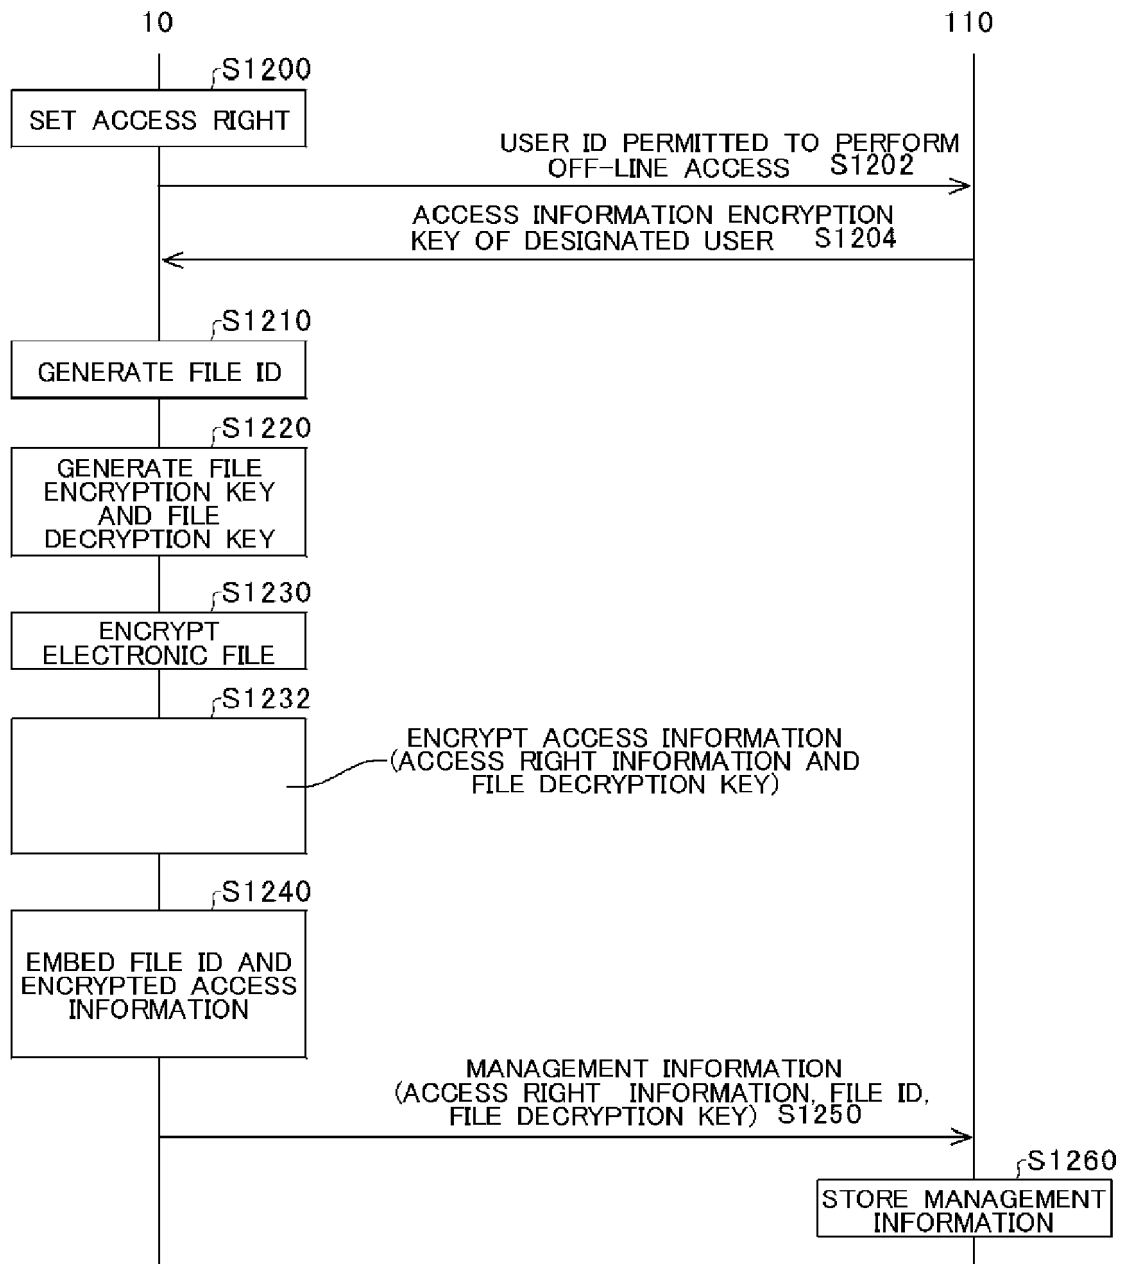 10
110
S1200
SET ACCESS RIGHT
USER ID PERMITTED TO PERFORM
OFF-LINE ACCESS S1202
ACCESS INFORMATION ENCRYPTION
KEY OF DESIGNATED USER S1204
S1210
GENERATE FILE ID
S1220
GENERATE FILE
ENCRYPTION KEY
AND FILE
DECRYPTION KEY
S1230
ENCRYPT
ELECTRONIC FILE
S1232
ENCRYPT ACCESS INFORMATION
(ACCESS RIGHT INFORMATION AND
FILE DECRYPTION KEY)
S1240
EMBED FILE ID AND
ENCRYPTED ACCESS
INFORMATION
MANAGEMENT INFORMATION
(ACCESS RIGHT INFORMATION, FILE ID,
FILE DECRYPTION KEY) S1250
S1260
STORE MANAGEMENT
INFORMATION